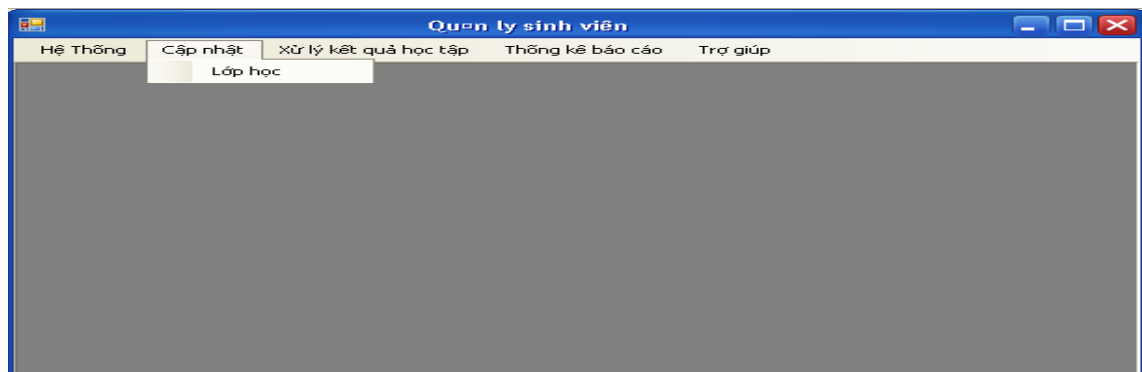 Qu¤n ly sinh viên
Hệ Thống Cập nhật Xử lý kết quả học tập Thống kê báo cáo Trợ giúp
Lớp học